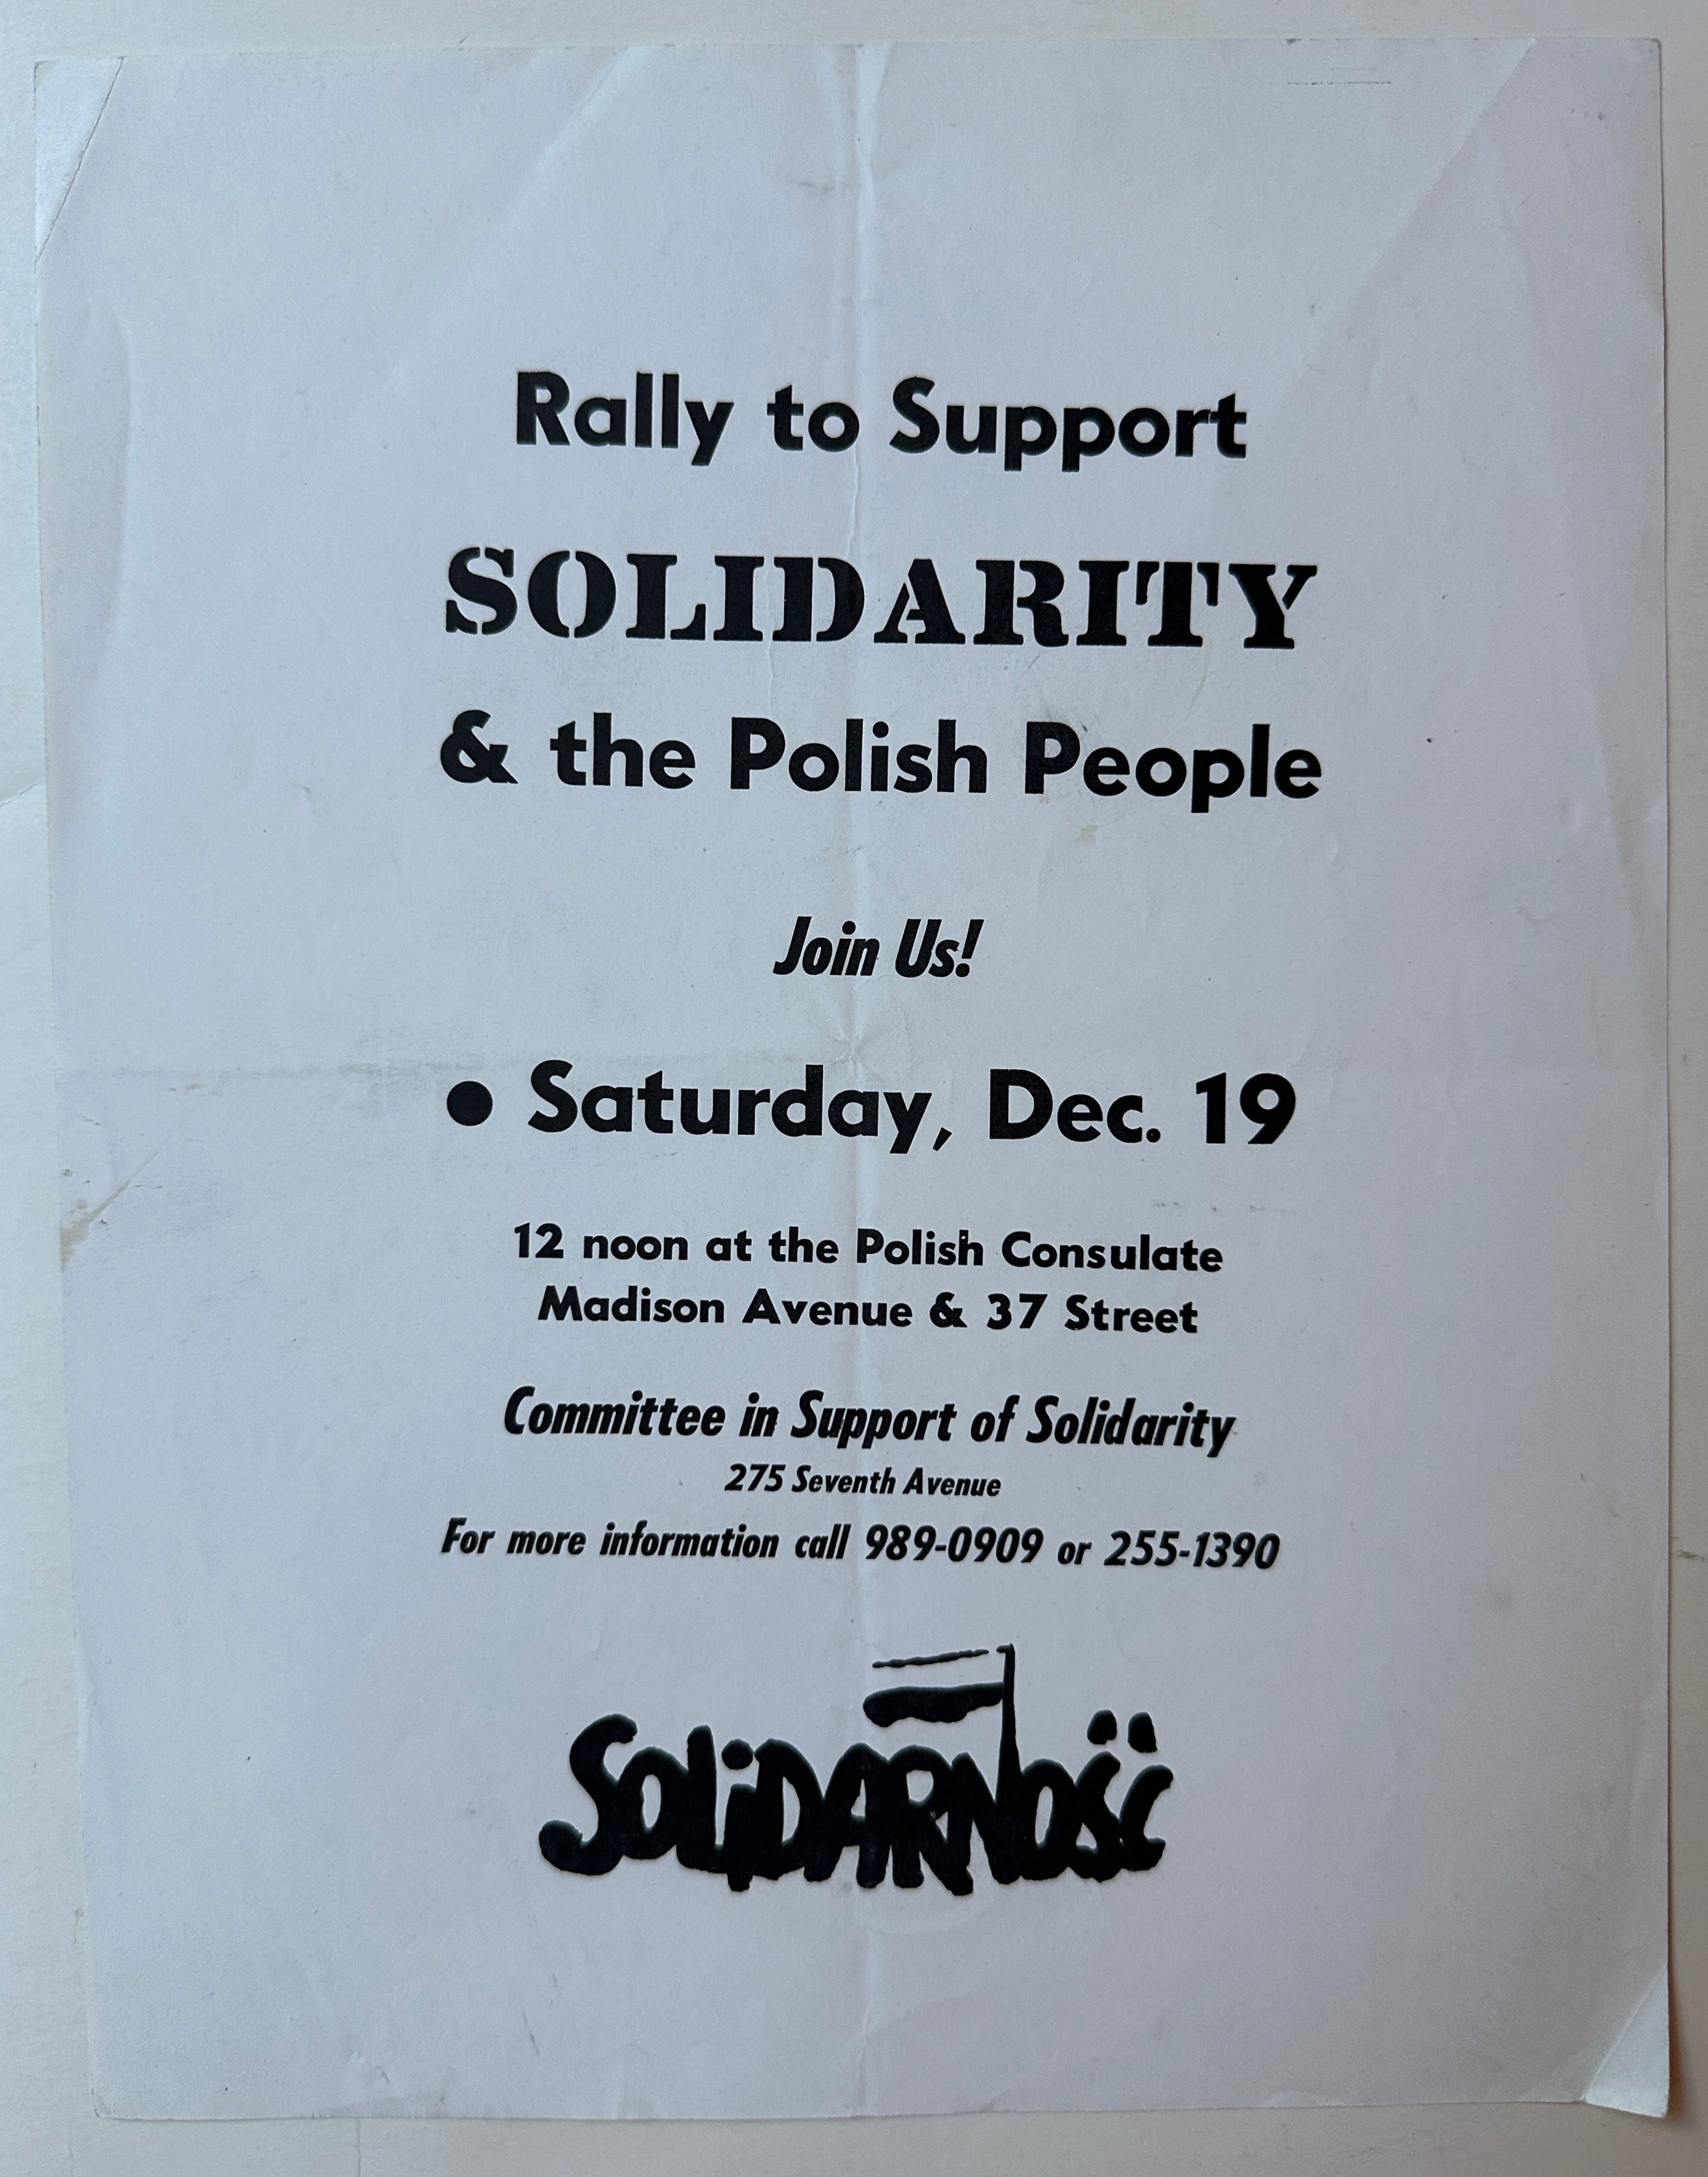 Rally to Support
SOLIDARITY
& the Polish People
Join Us!
• Saturday, Dec. 19
12 noon at the Polish Consulate
Madison Avenue & 37 Street
Committee in Support of Solidarity
275 Seventh Avenue
For more information call 989-0909 or 255-1390
SOLiDARNOŚĆ